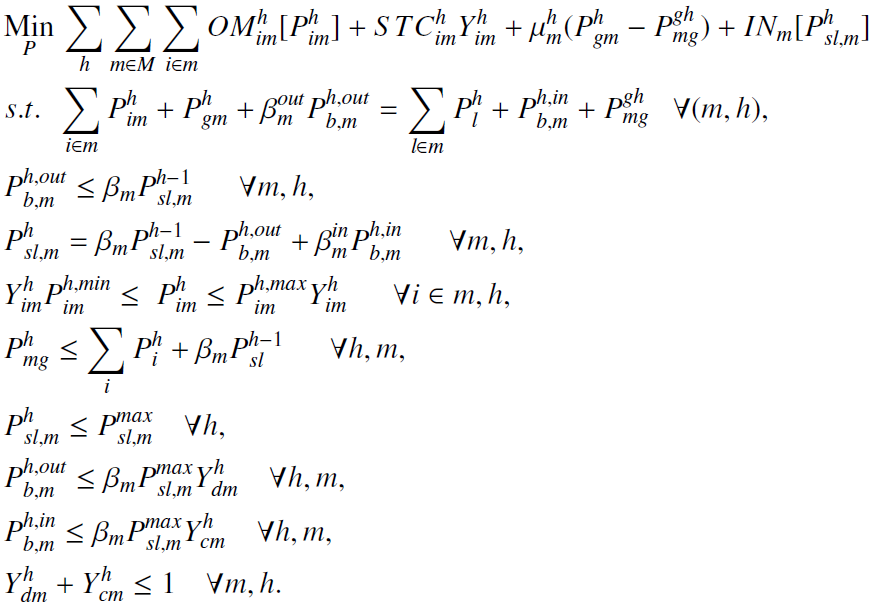 $\underset{P}{\text{Min}} \sum_{h} \sum_{m \in M} \sum_{i \in m} OM_{im}^{h}[P_{im}^{h}] + STC_{im}^{h} Y_{im}^{h} + \mu_{m}^{h}(P_{gm}^{h} - P_{mg}^{gh}) + IN_{m}[P_{sl,m}^{h}]$
$s.t. \; \sum_{i \in m} P_{im}^{h} + P_{gm}^{h} + \beta_{m}^{out} P_{b,m}^{h,out} = \sum_{l \in m} P_{l}^{h} + P_{b,m}^{h,in} + P_{mg}^{gh} \quad \forall (m, h),$
$P_{b,m}^{h,out} \leq \beta_{m} P_{sl,m}^{h-1} \quad \forall m, h,$
$P_{sl,m}^{h} = \beta_{m} P_{sl,m}^{h-1} - P_{b,m}^{h,out} + \beta_{m}^{in} P_{b,m}^{h,in} \quad \forall m, h,$
$Y_{im}^{h} P_{im}^{h,min} \leq P_{im}^{h} \leq P_{im}^{h,max} Y_{im}^{h} \quad \forall i \in m, h,$
$P_{mg}^{h} \leq \sum_{i} P_{i}^{h} + \beta_{m} P_{sl}^{h-1} \quad \forall h, m,$
$P_{sl,m}^{h} \leq P_{sl,m}^{max} \quad \forall h,$
$P_{b,m}^{h,out} \leq \beta_{m} P_{sl,m}^{max} Y_{dm}^{h} \quad \forall h, m,$
$P_{b,m}^{h,in} \leq \beta_{m} P_{sl,m}^{max} Y_{cm}^{h} \quad \forall h, m,$
$Y_{dm}^{h} + Y_{cm}^{h} \leq 1 \quad \forall m, h.$